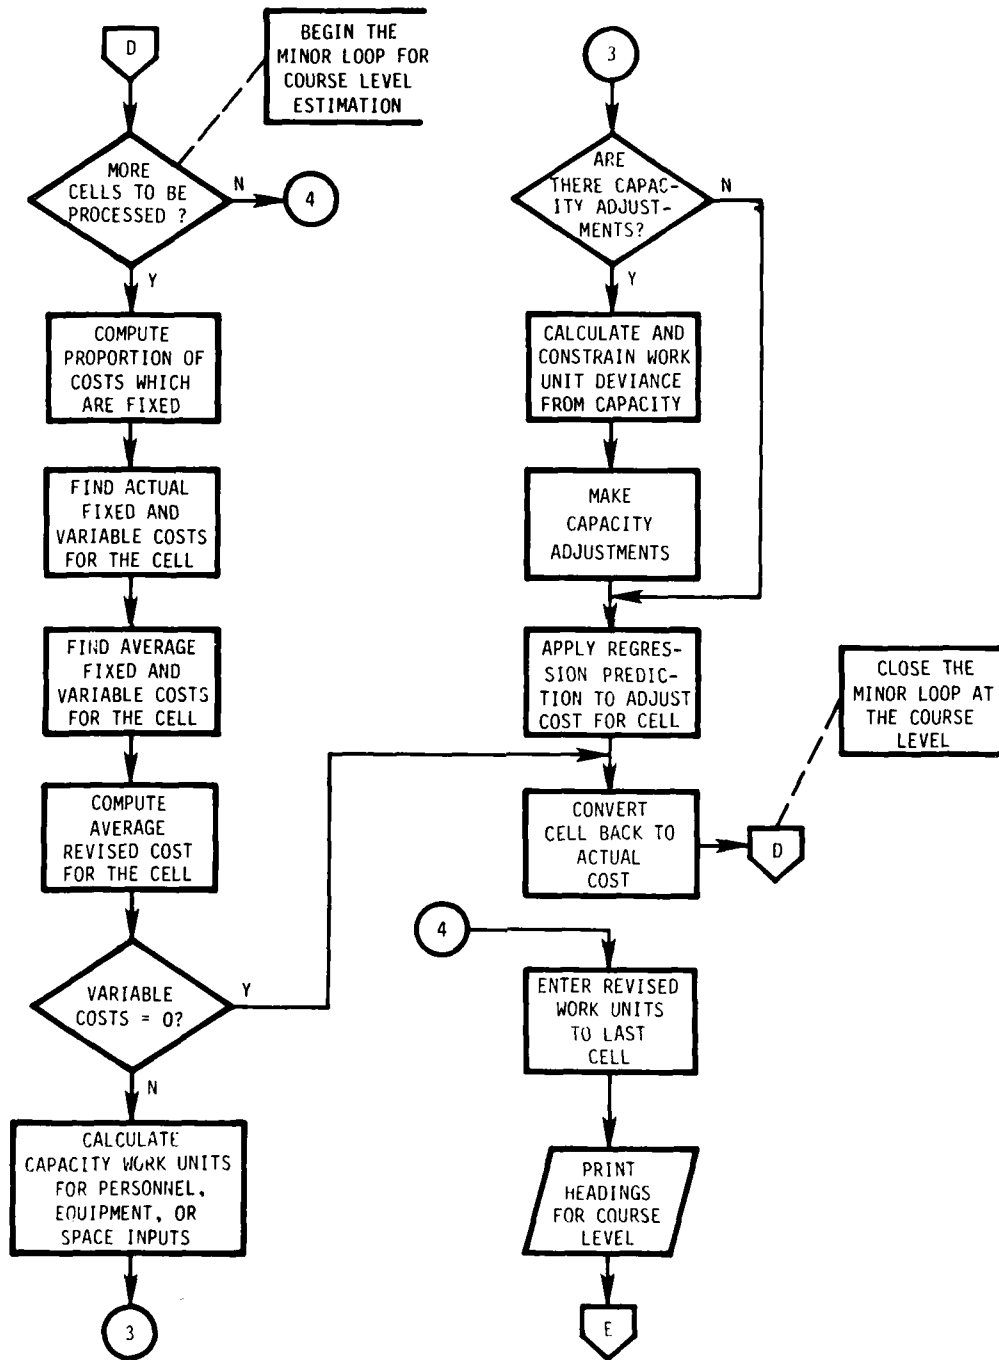 D
BEGIN THE
MINOR LOOP FOR
COURSE LEVEL
ESTIMATION
MORE
CELLS TO BE
PROCESSED ?
N
4
Y
COMPUTE
PROPORTION OF
COSTS WHICH
ARE FIXED
FIND ACTUAL
FIXED AND
VARIABLE COSTS
FOR THE CELL
FIND AVERAGE
FIXED AND
VARIABLE COSTS
FOR THE CELL
COMPUTE
AVERAGE
REVISED COST
FOR THE CELL
VARIABLE
COSTS = 0?
Y
N
CALCULATE
CAPACITY WORK UNITS
FOR PERSONNEL,
EQUIPMENT, OR
SPACE INPUTS
3
3
ARE
THERE CAPAC-
ITY ADJUST-
MENTS?
N
Y
CALCULATE AND
CONSTRAIN WORK
UNIT DEVIANCE
FROM CAPACITY
MAKE
CAPACITY
ADJUSTMENTS
APPLY REGRES-
SION PREDIC-
TION TO ADJUST
COST FOR CELL
CLOSE THE
MINOR LOOP AT
THE COURSE
LEVEL
CONVERT
CELL BACK TO
ACTUAL
COST
D
4
ENTER REVISED
WORK UNITS
TO LAST
CELL
PRINT
HEADINGS
FOR COURSE
LEVEL
E